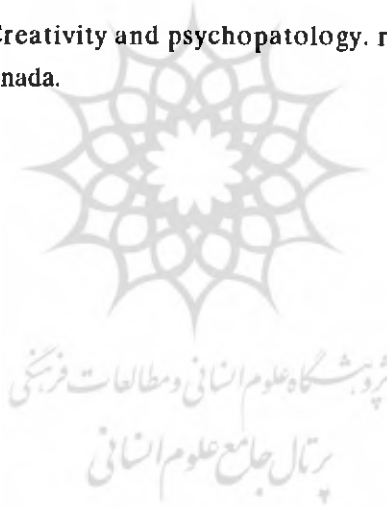 Creativity and psychopatology. r
nada.
پژوهشگاه علوم انسانی و مطالعات فرهنگی
پرتال جامع علوم انسانی